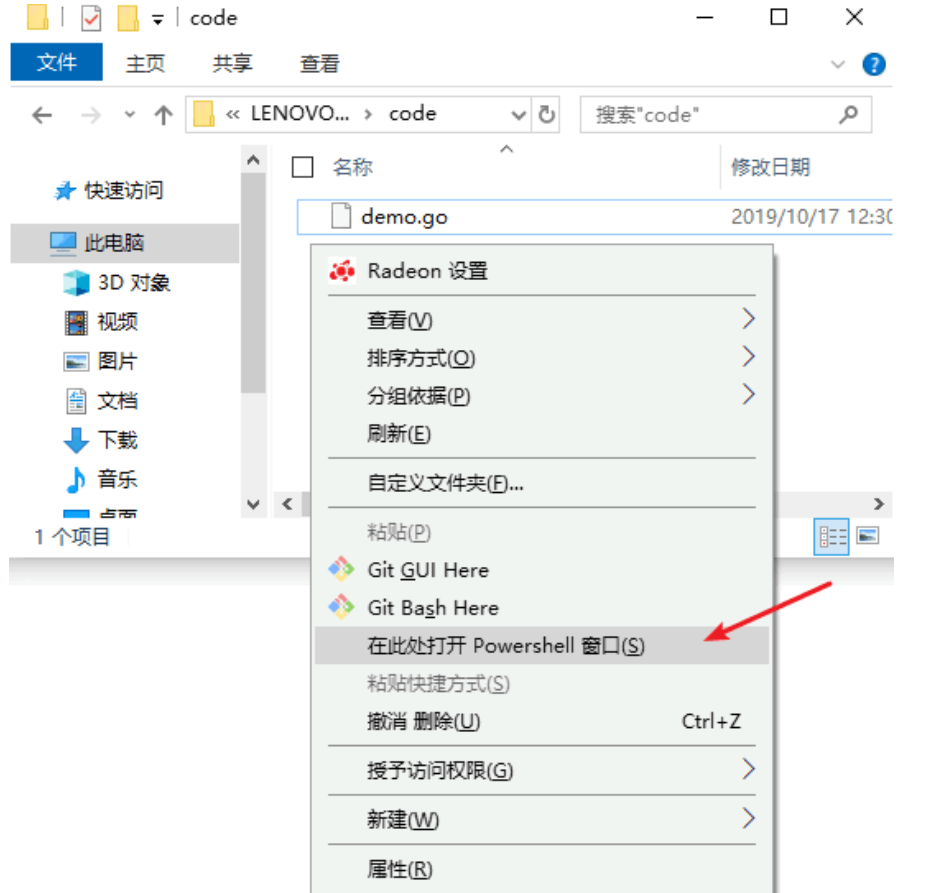 code
文件 主页 共享 查看
« LENOVO... › code 搜索"code"
名称 修改日期
快速访问
demo.go 2019/10/17 12:30
此电脑
3D 对象
视频
图片
文档
下载
音乐
桌面
1 个项目
Radeon 设置
查看(V)
排序方式(O)
分组依据(P)
刷新(E)
自定义文件夹(F)...
粘贴(P)
Git GUI Here
Git Bash Here
在此处打开 Powershell 窗口(S)
粘贴快捷方式(S)
撤消 删除(U) Ctrl+Z
授予访问权限(G)
新建(W)
属性(R)